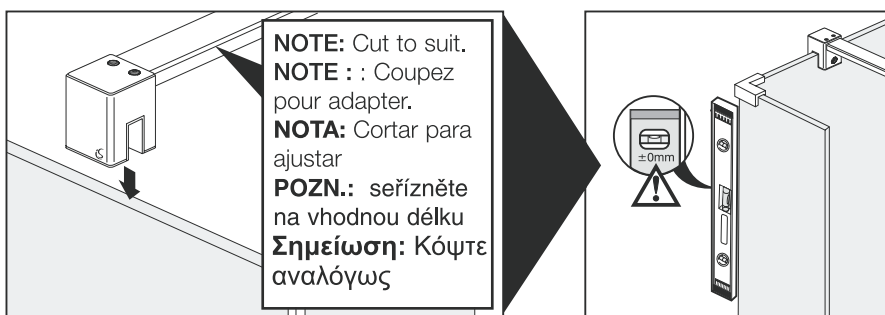 NOTE: Cut to suit.
NOTE : : Coupez
pour adapter.
NOTA: Cortar para
ajustar
POZN.: seřízněte
na vhodnou délku
Σημείωση: Κόψτε
αναλόγως
±0mm